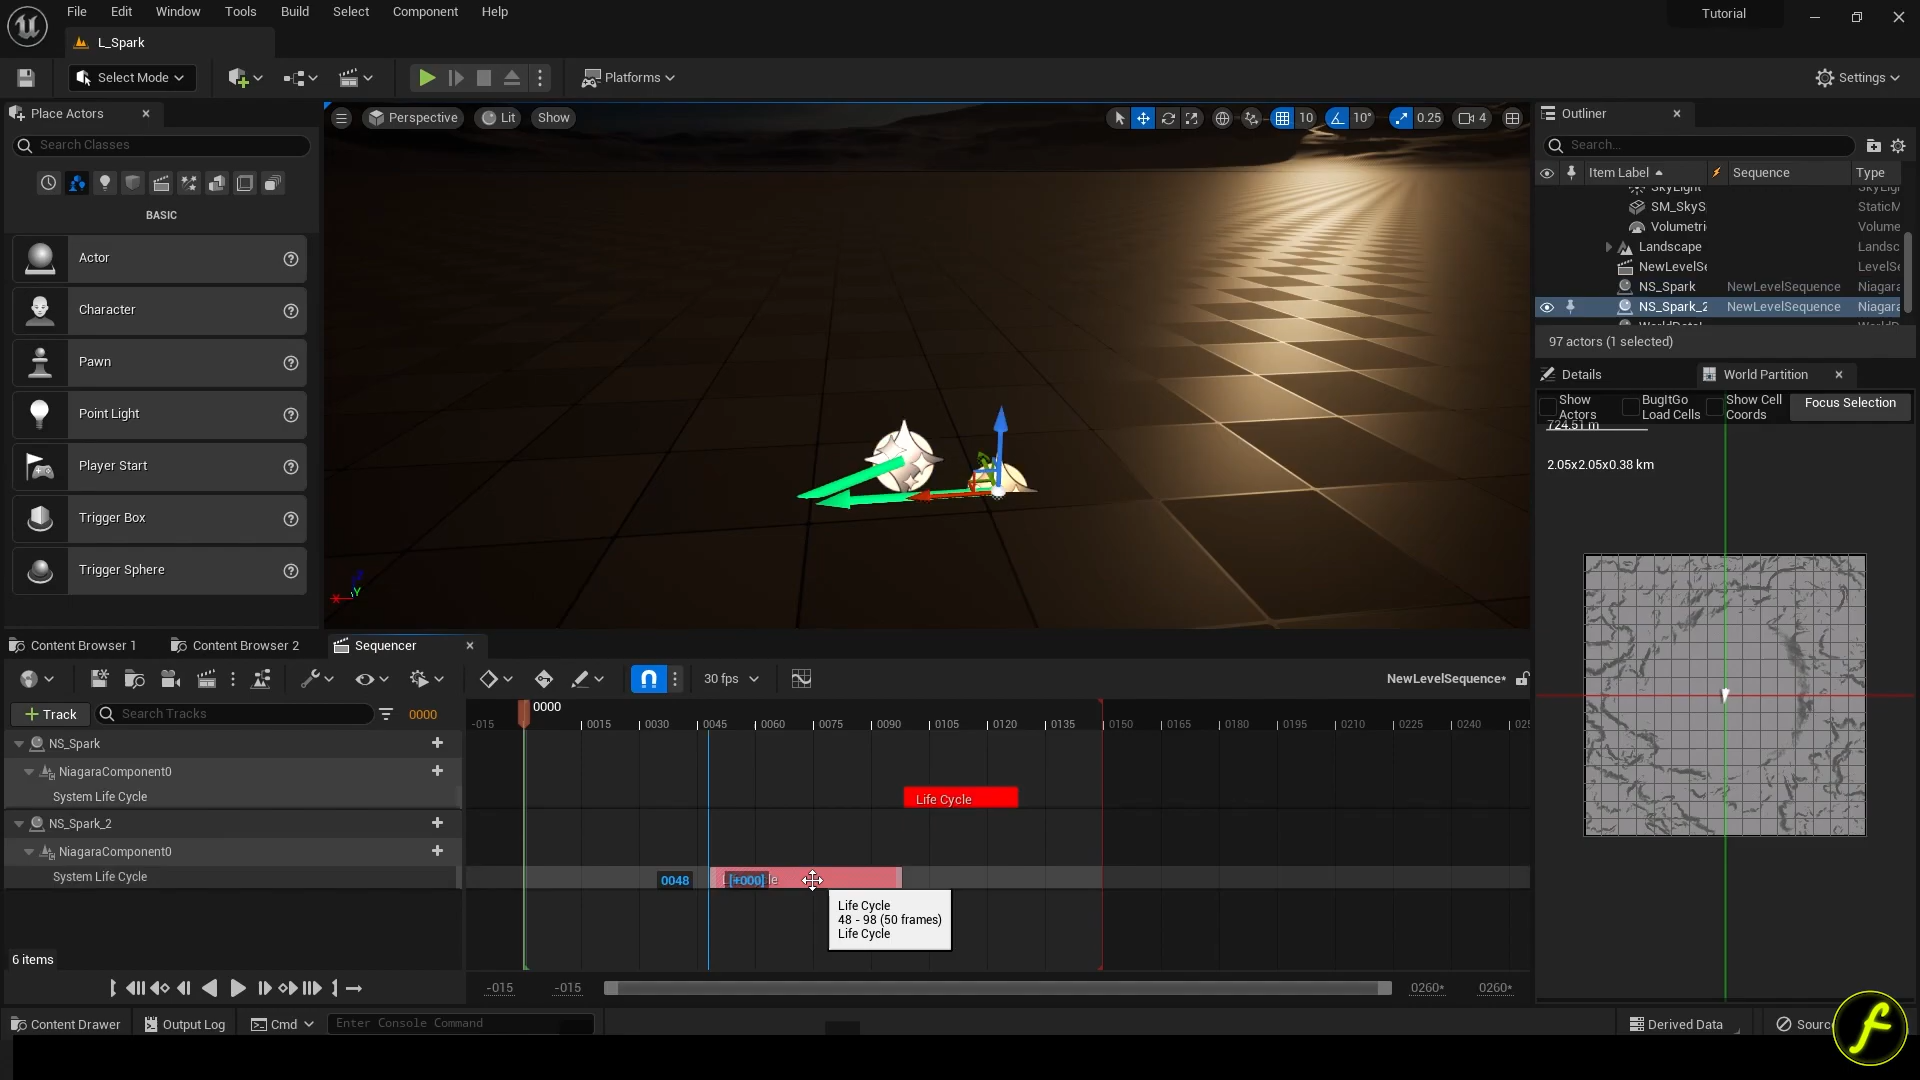 File Edit Window Tools Build Select Component Help
Tutorial
L_Spark
Select Mode
Platforms
Settings
Place Actors
Search Classes
BASIC
Actor
Character
Pawn
Point Light
Player Start
Trigger Box
Trigger Sphere
Perspective
Lit
Show
10
10°
0.25
4
Outliner
Search...
Item Label
Sequence
Type
SkyLight
SM_SkyS StaticM
Volumetri Volume
Landscape Landsc
NewLevelSe LevelSe
NS_Spark NewLevelSequence Niagara
NS_Spark_2 NewLevelSequence Niagara
97 actors (1 selected)
Details
World Partition
Show Actors
BugItGo Load Cells
Show Cell Coords
Focus Selection
724.51 m
2.05x2.05x0.38 km
Content Browser 1
Content Browser 2
Sequencer
30 fps
NewLevelSequence*
Track
Search Tracks
0000
0000
-015 0015 0030 0045 0060 0075 0090 0105 0120 0135 0150 0165 0180 0195 0210 0225 0240
NS_Spark
NiagaraComponent0
System Life Cycle
Life Cycle
NS_Spark_2
NiagaraComponent0
System Life Cycle
0048
[+000]
Life Cycle
48 - 98 (50 frames)
Life Cycle
6 items
-015
-015
0260*
0260*
Content Drawer
Output Log
Cmd
Enter Console Command
Derived Data
Sourc
f